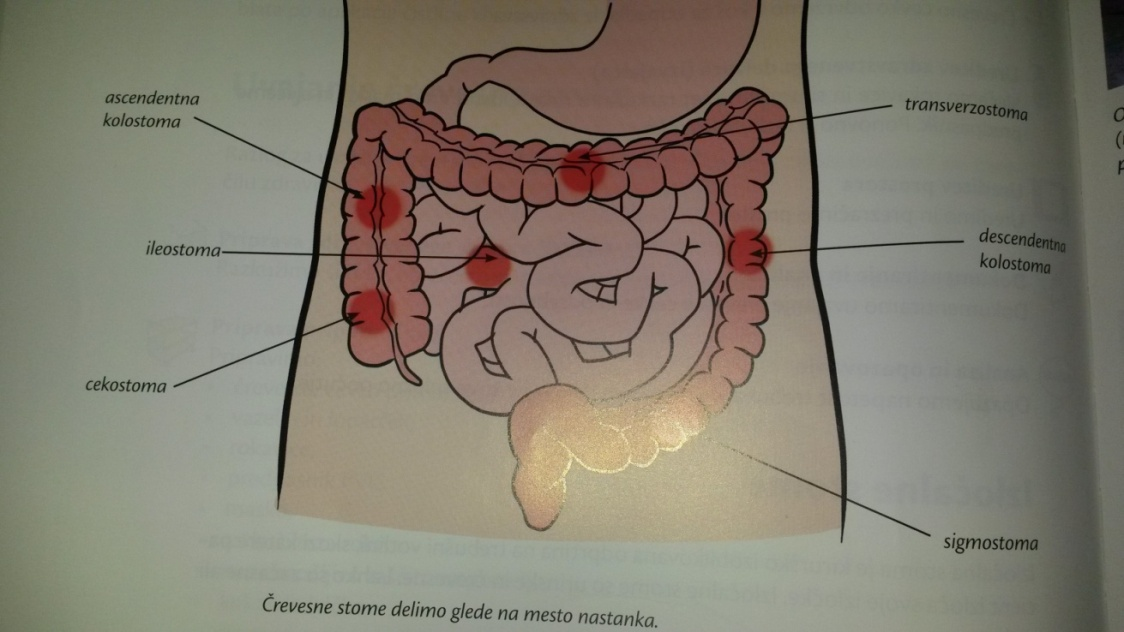 ascendentna
kolostoma
transverzostoma
ileostoma
descendentna
kolostoma
cekostoma
sigmostoma
Črevesne stome delimo glede na mesto nastanka.